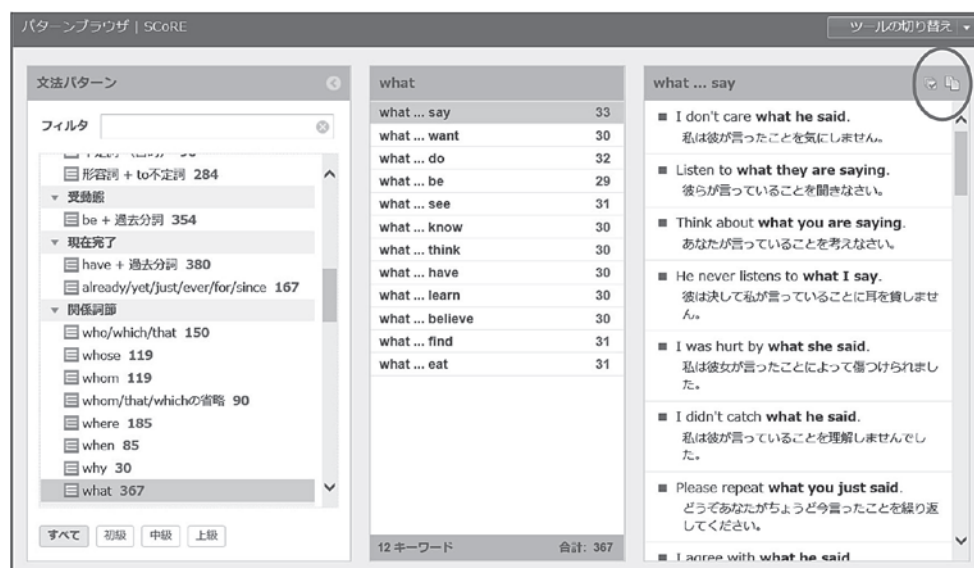 パターンブラウザ | SCoRE
ツールの切り替え
文法パターン
フィルタ
形容詞 + to不定詞 284
受動態
be + 過去分詞 354
現在完了
have + 過去分詞 380
already/yet/just/ever/for/since 167
関係詞節
who/which/that 150
whose 119
whom 119
whom/that/whichの省略 90
where 185
when 85
why 30
what 367
すべて 初級 中級 上級
what
what ... say 33
what ... want 30
what ... do 32
what ... be 29
what ... see 31
what ... know 30
what ... think 30
what ... have 30
what ... learn 30
what ... believe 30
what ... find 31
what ... eat 31
12 キーワード 合計: 367
what ... say
I don't care what he said.
私は彼が言ったことを気にしません。
Listen to what they are saying.
彼らが言っていることを聞きなさい。
Think about what you are saying.
あなたが言っていることを考えなさい。
He never listens to what I say.
彼は決して私が言っていることに耳を貸しませ
ん。
I was hurt by what she said.
私は彼女が言ったことによって傷つけられまし
た。
I didn't catch what he said.
私は彼が言っていることを理解しませんでし
た。
Please repeat what you just said.
どうぞあなたがちょうど今言ったことを繰り返
してください。
I agree with what he said